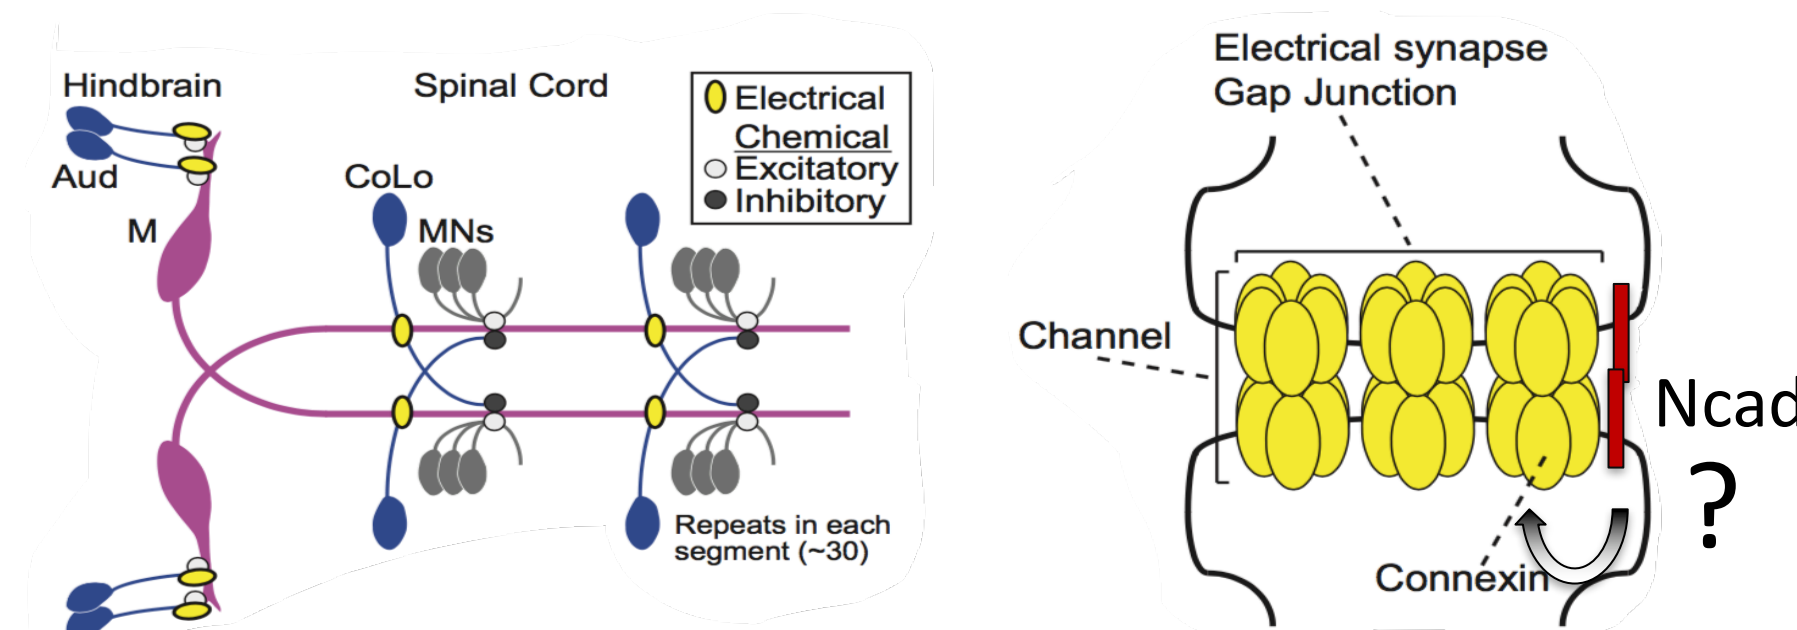 Hindbrain
Spinal Cord
Electrical
Chemical
Excitatory
Inhibitory
Aud
CoLo
M
MNs
Repeats in each
segment (~30)
Electrical synapse
Gap Junction
Channel
Ncad
?
Connexin